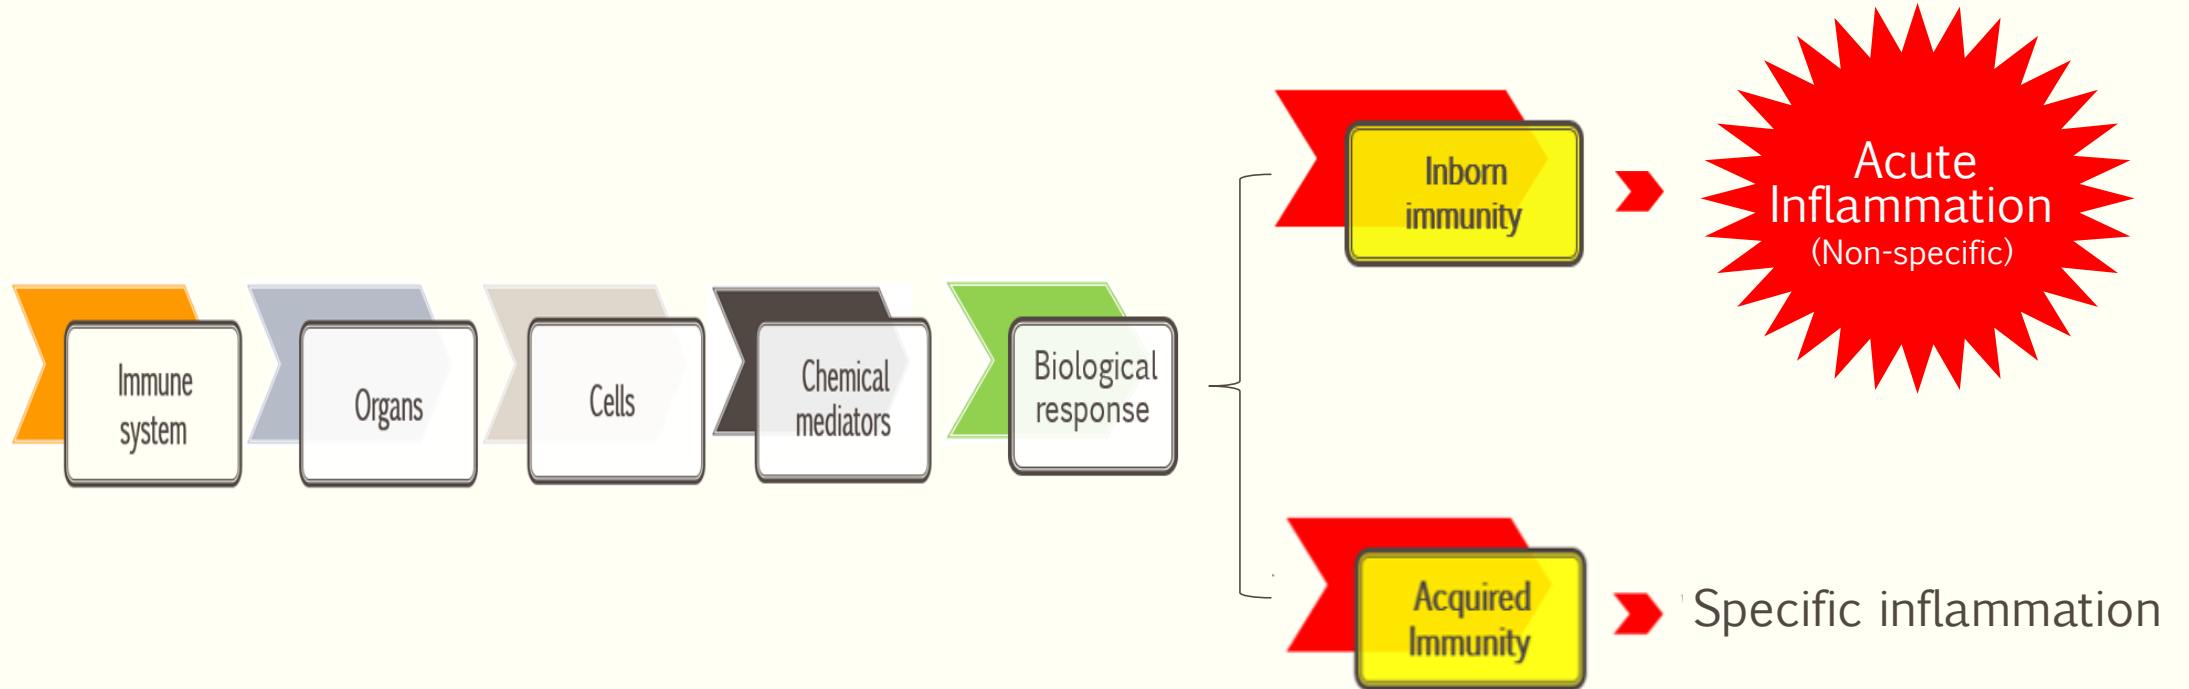 Immune
system
Organs
Cells
Chemical
mediators
Biological
response
Inborn
immunity
Acute
Inflammation
(Non-specific)
Acquired
Immunity
Specific inflammation